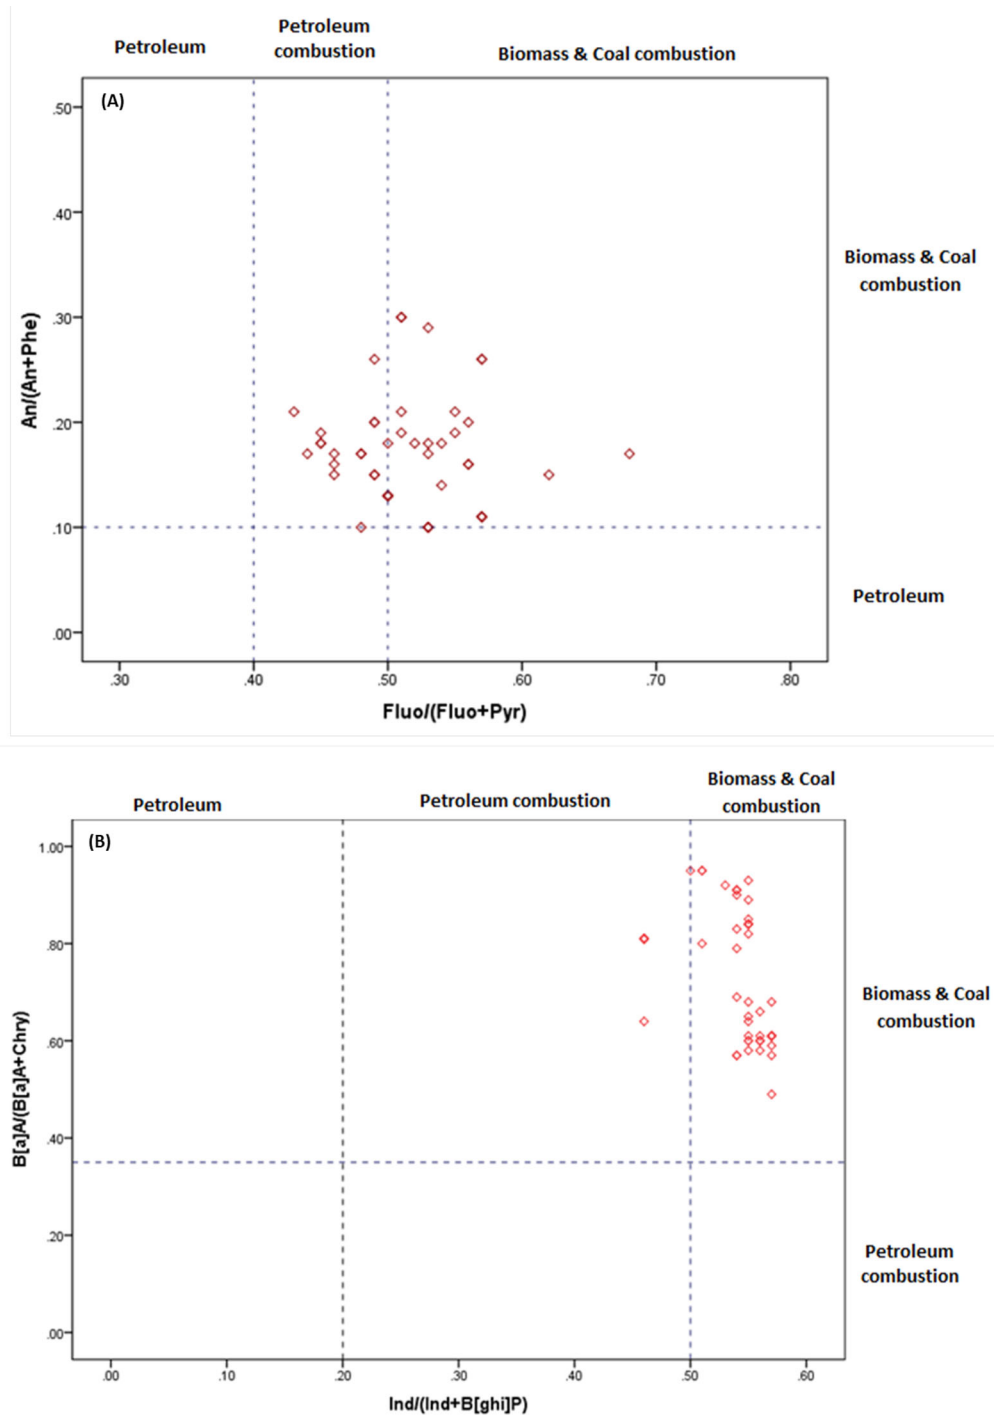 Petroleum
Petroleum
combustion
Biomass & Coal combustion
(A)
.50
.40
.30
.20
.10
.00
An/(An+Phe)
Biomass & Coal
combustion
Petroleum
.30
.40
.50
.60
.70
.80
Fluo/(Fluo+Pyr)
Petroleum
Petroleum combustion
Biomass & Coal
combustion
(B)
1.00
.80
.60
.40
.20
.00
B[a]A/(B[a]A+Chry)
Biomass & Coal
combustion
Petroleum
combustion
.00
.10
.20
.30
.40
.50
.60
Ind/(Ind+B[ghi]P)